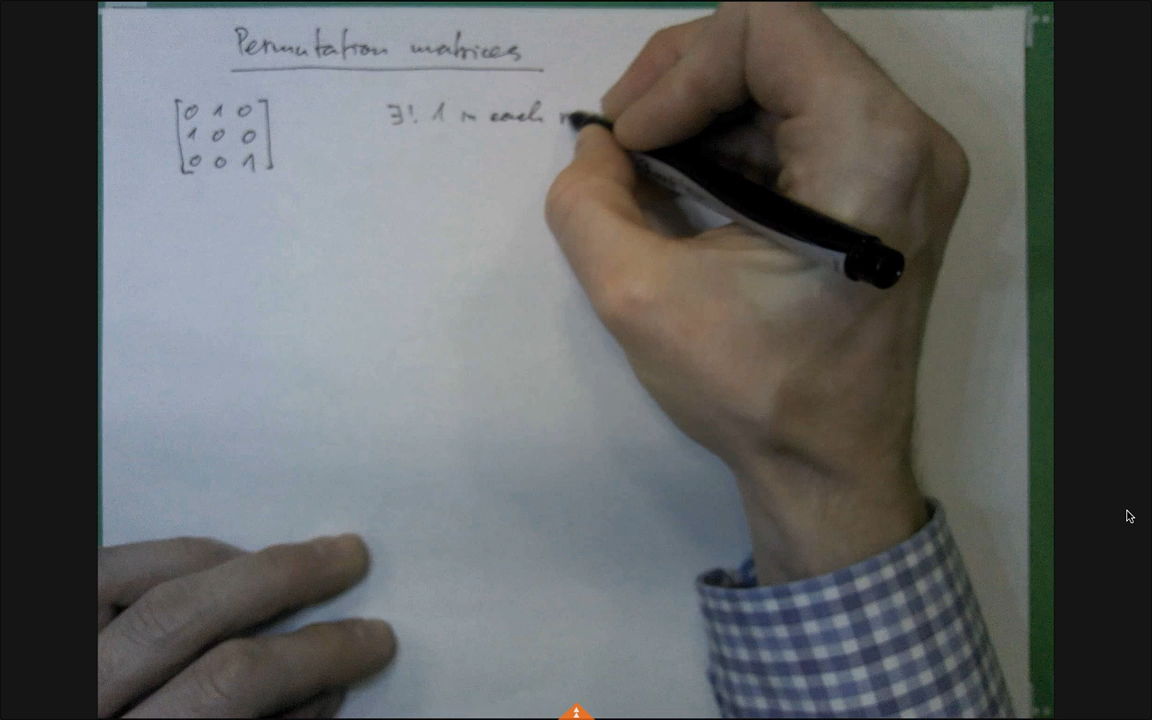 Permutation matrices
[0 1 0
1 0 0
0 0 1]
∃! 1 in each